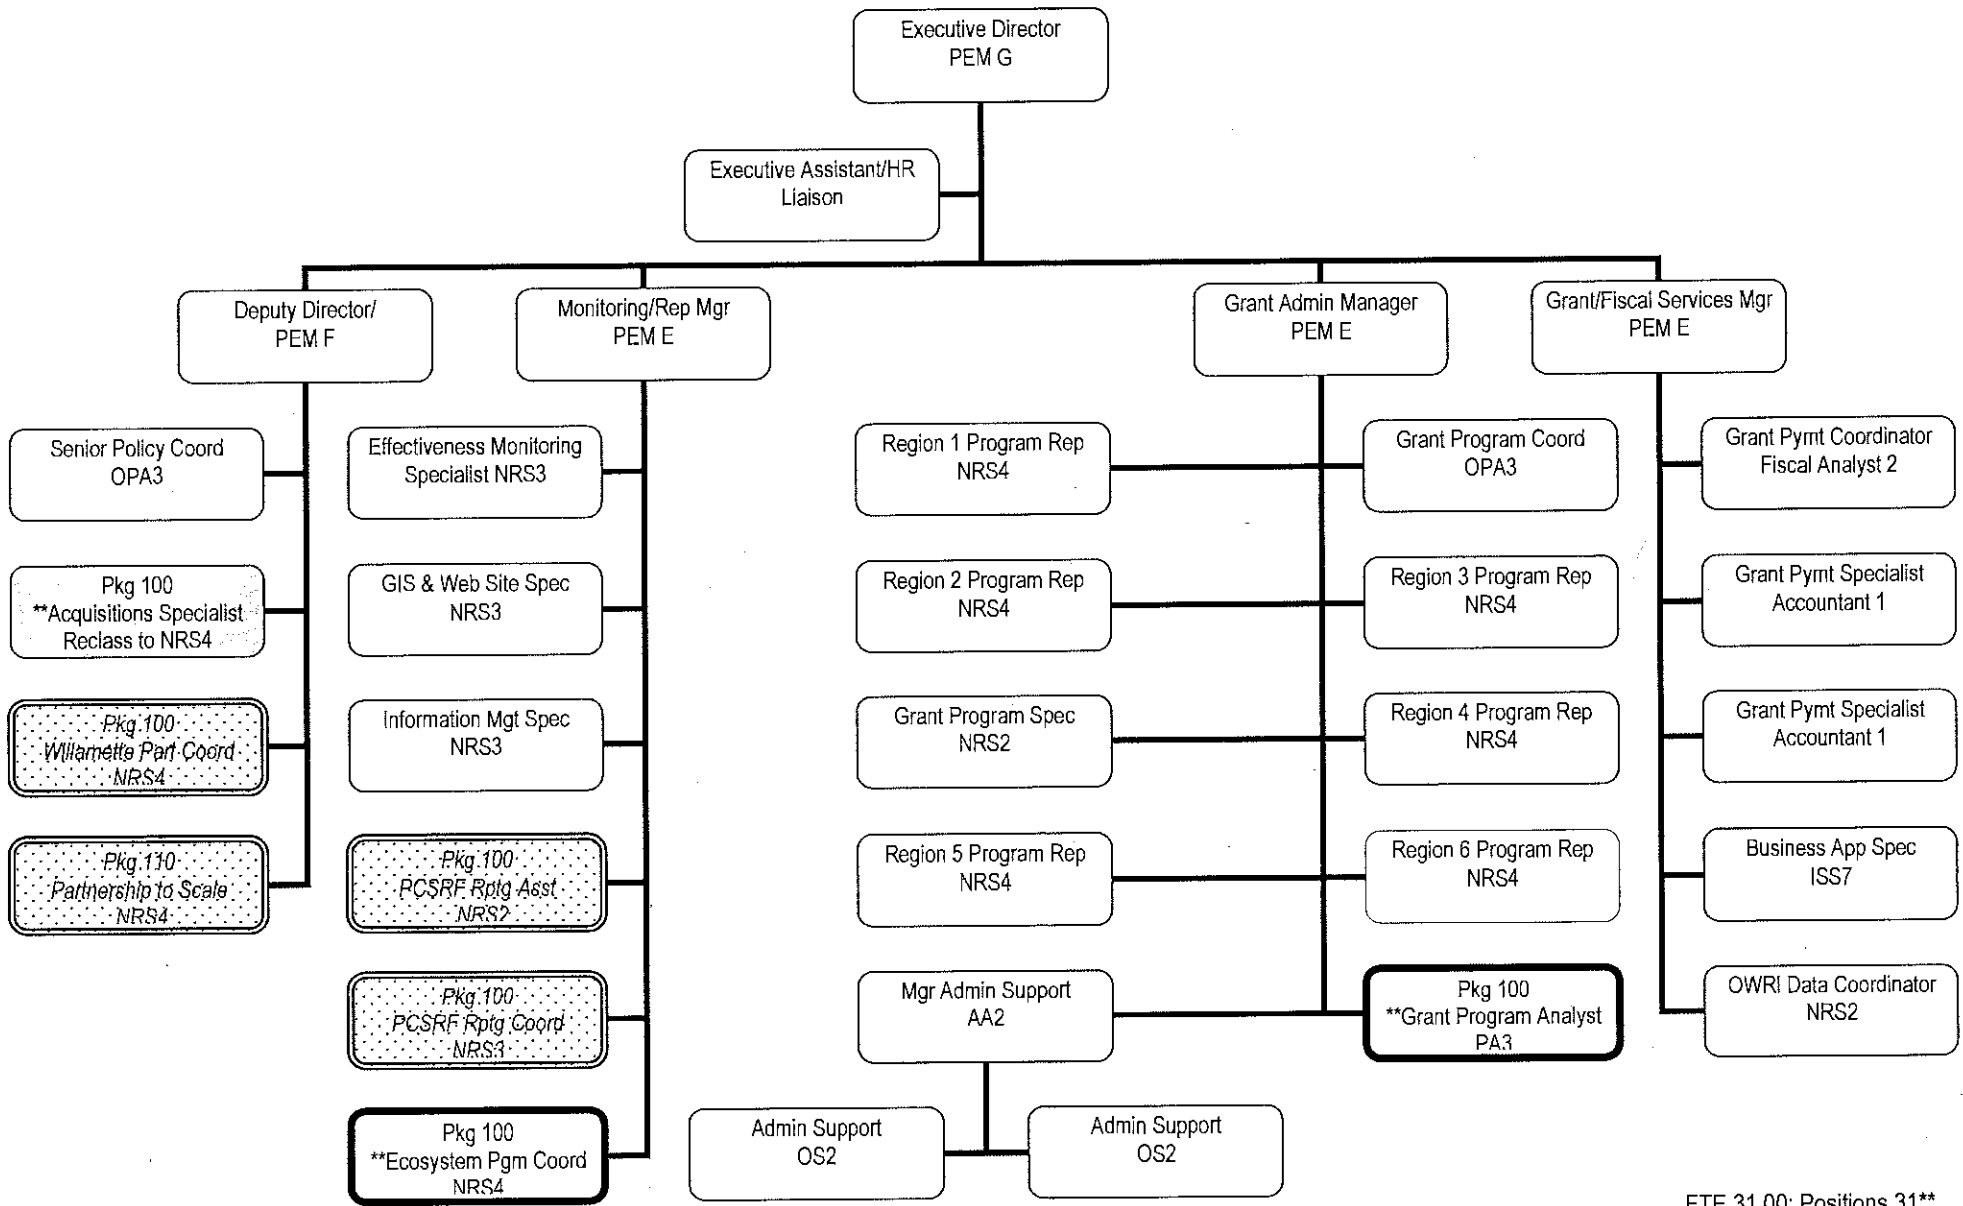 Executive Director
PEM G
Executive Assistant/HR
Liaison
Deputy Director/
PEM F
Monitoring/Rep Mgr
PEM E
Grant Admin Manager
PEM E
Grant/Fiscal Services Mgr
PEM E
Senior Policy Coord
OPA3
Effectiveness Monitoring
Specialist NRS3
Region 1 Program Rep
NRS4
Grant Program Coord
OPA3
Grant Pymt Coordinator
Fiscal Analyst 2
Pkg 100
**Acquisitions Specialist
Reclass to NRS4
GIS & Web Site Spec
NRS3
Region 2 Program Rep
NRS4
Region 3 Program Rep
NRS4
Grant Pymt Specialist
Accountant 1
Pkg 100
Willamette Part Coord
NRS4
Information Mgt Spec
NRS3
Grant Program Spec
NRS2
Region 4 Program Rep
NRS4
Grant Pymt Specialist
Accountant 1
Pkg 110
Partnership to Scale
NRS4
Pkg 100
PCSRF Rptg Asst
NRS2
Region 5 Program Rep
NRS4
Region 6 Program Rep
NRS4
Business App Spec
ISS7
Pkg 100
PCSRF Rptg Coord
NRS3
Mgr Admin Support
AA2
Pkg 100
**Grant Program Analyst
PA3
OWRI Data Coordinator
NRS2
Pkg 100
**Ecosystem Pgm Coord
NRS4
Admin Support
OS2
Admin Support
OS2
FTE 31.00; Positions 31**